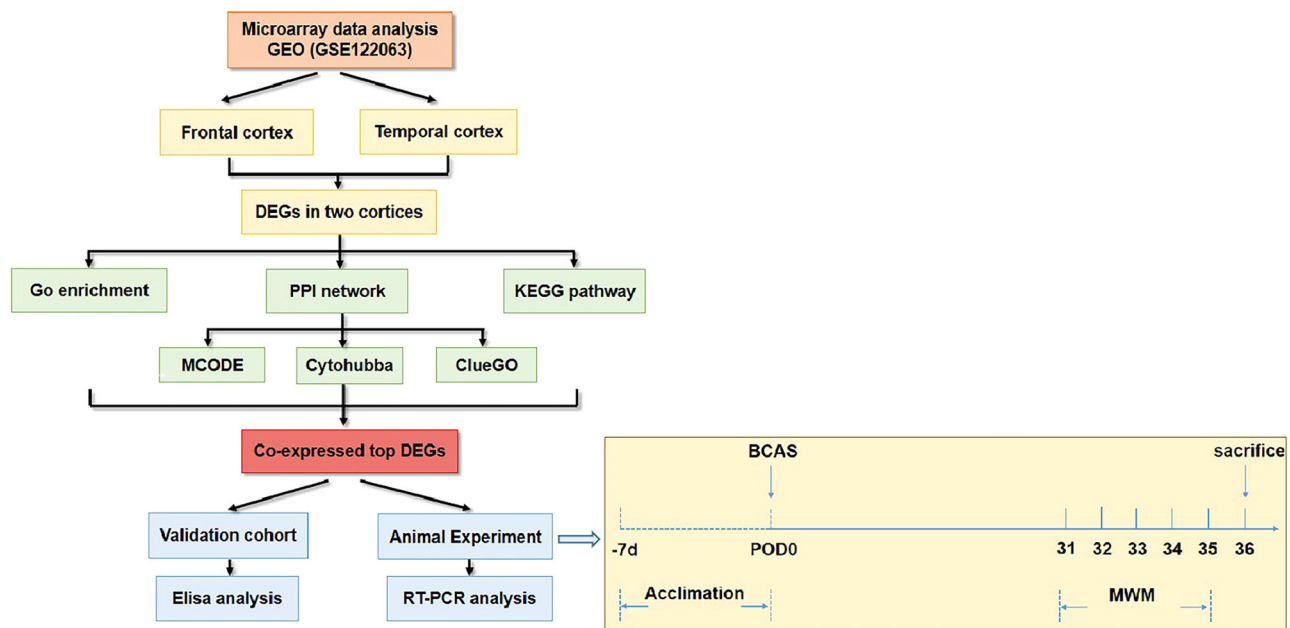 Microarray data analysis
GEO (GSE122063)
Frontal cortex
Temporal cortex
DEGs in two cortices
Go enrichment
PPI network
KEGG pathway
MCODE
Cytohubba
ClueGO
Co-expressed top DEGs
Validation cohort
Animal Experiment
Elisa analysis
RT-PCR analysis
BCAS
sacrifice
-7d
POD0
31
32
33
34
35
36
Acclimation
MWM